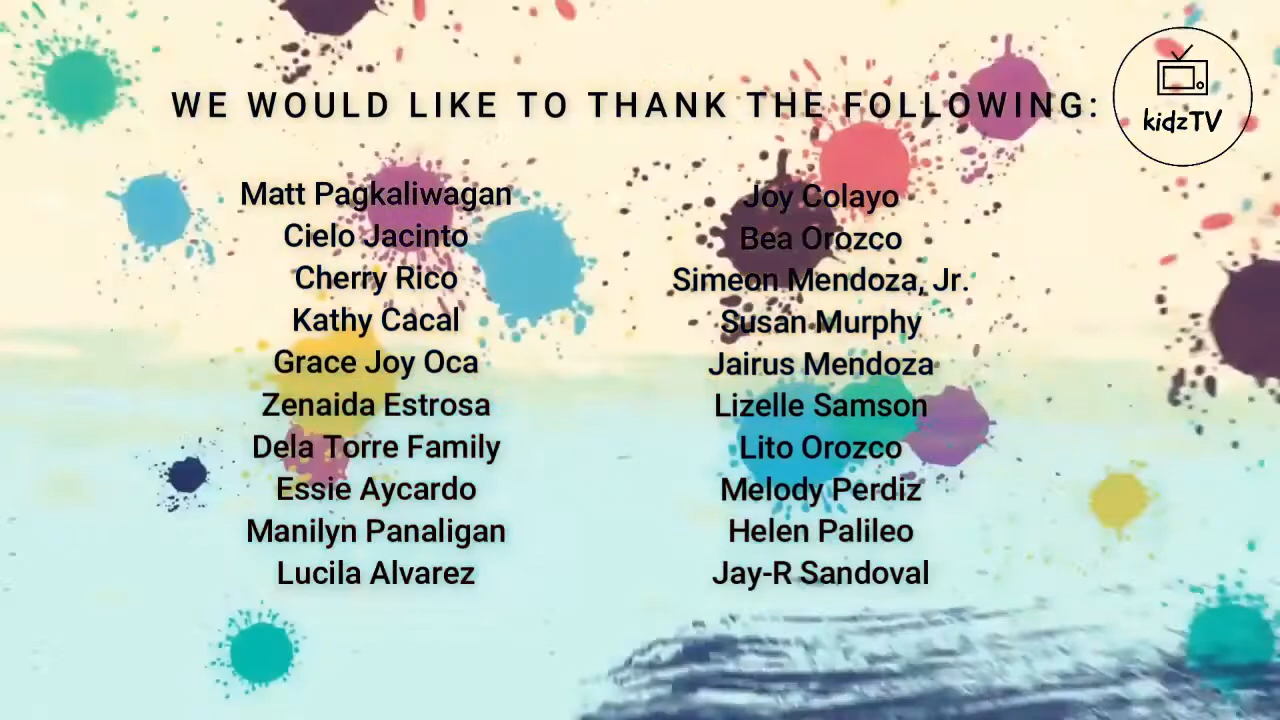 WE WOULD LIKE TO THANK THE FOLLOWING:
kidzTV
Matt Pagkaliwagan
Cielo Jacinto
Cherry Rico
Kathy Cacal
Grace Joy Oca
Zenaida Estrosa
Dela Torre Family
Essie Aycardo
Manilyn Panaligan
Lucila Alvarez
Joy Colayo
Bea Orozco
Simeon Mendoza, Jr.
Susan Murphy
Jairus Mendoza
Lizelle Samson
Lito Orozco
Melody Perdiz
Helen Palileo
Jay-R Sandoval